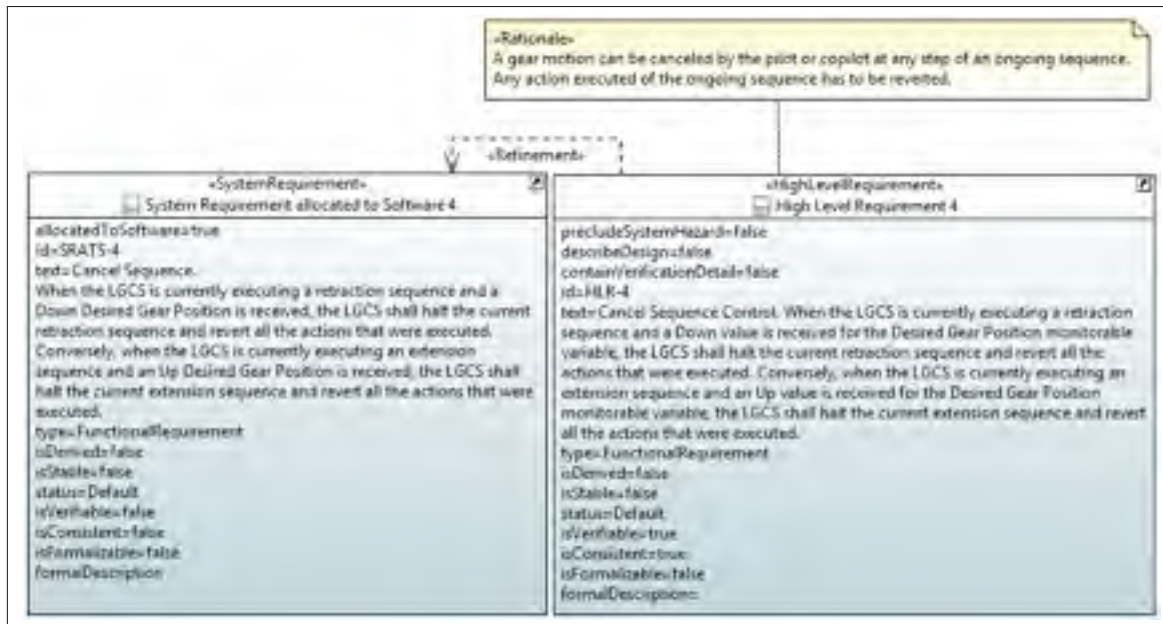 «Rationale»
A gear motion can be canceled by the pilot or copilot at any step of an ongoing sequence.
Any action executed of the ongoing sequence has to be reverted.
«Refinement»
«SystemRequirement»
System Requirement allocated to Software 4
allocatedToSoftware=true
id=SRATS-4
text=Cancel Sequence.
When the LGCS is currently executing a retraction sequence and a
Down Desired Gear Position is received, the LGCS shall halt the current
retraction sequence and revert all the actions that were executed.
Conversely, when the LGCS is currently executing an extension
sequence and an Up Desired Gear Position is received, the LGCS shall
halt the current extension sequence and revert all the actions that were
executed.
type=FunctionalRequirement
isDerived=false
isStable=false
status=Default
isVerifiable=false
isConsistent=false
isFormalizable=false
formalDescription
«HighLevelRequirement»
High Level Requirement 4
precludeSystemHazard=false
describeDesign=false
containVerificationDetail=false
id=HLR-4
text=Cancel Sequence Control. When the LGCS is currently executing a retraction
sequence and a Down value is received for the Desired Gear Position monitorable
variable, the LGCS shall halt the current retraction sequence and revert all the
actions that were executed. Conversely, when the LGCS is currently executing an
extension sequence and an Up value is received for the Desired Gear Position
monitorable variable, the LGCS shall halt the current extension sequence and revert
all the actions that were executed.
type=FunctionalRequirement
isDerived=false
isStable=false
status=Default
isVerifiable=true
isConsistent=true
isFormalizable=false
formalDescription=